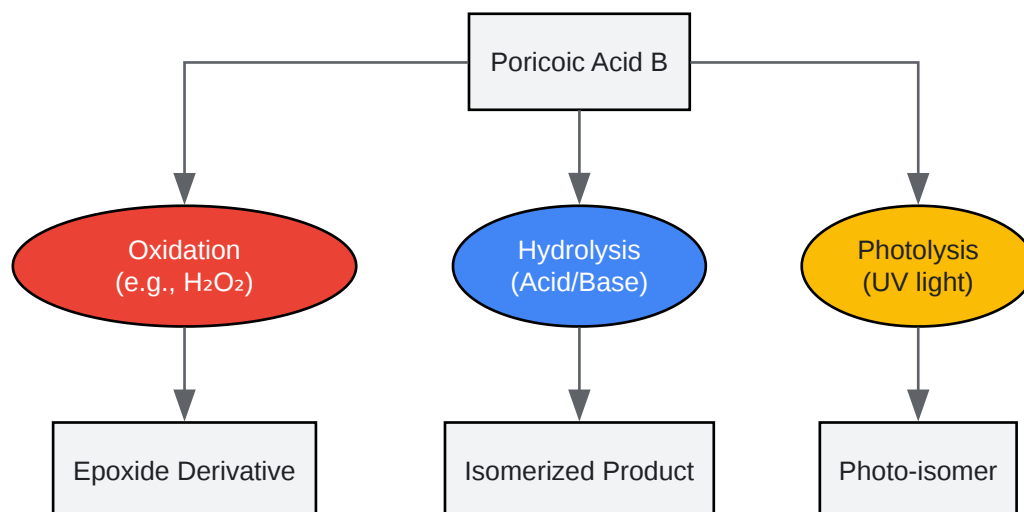 Poricoic Acid B
Oxidation
(e.g., H₂O₂)
Hydrolysis
(Acid/Base)
Photolysis
(UV light)
Epoxide Derivative
Isomerized Product
Photo-isomer